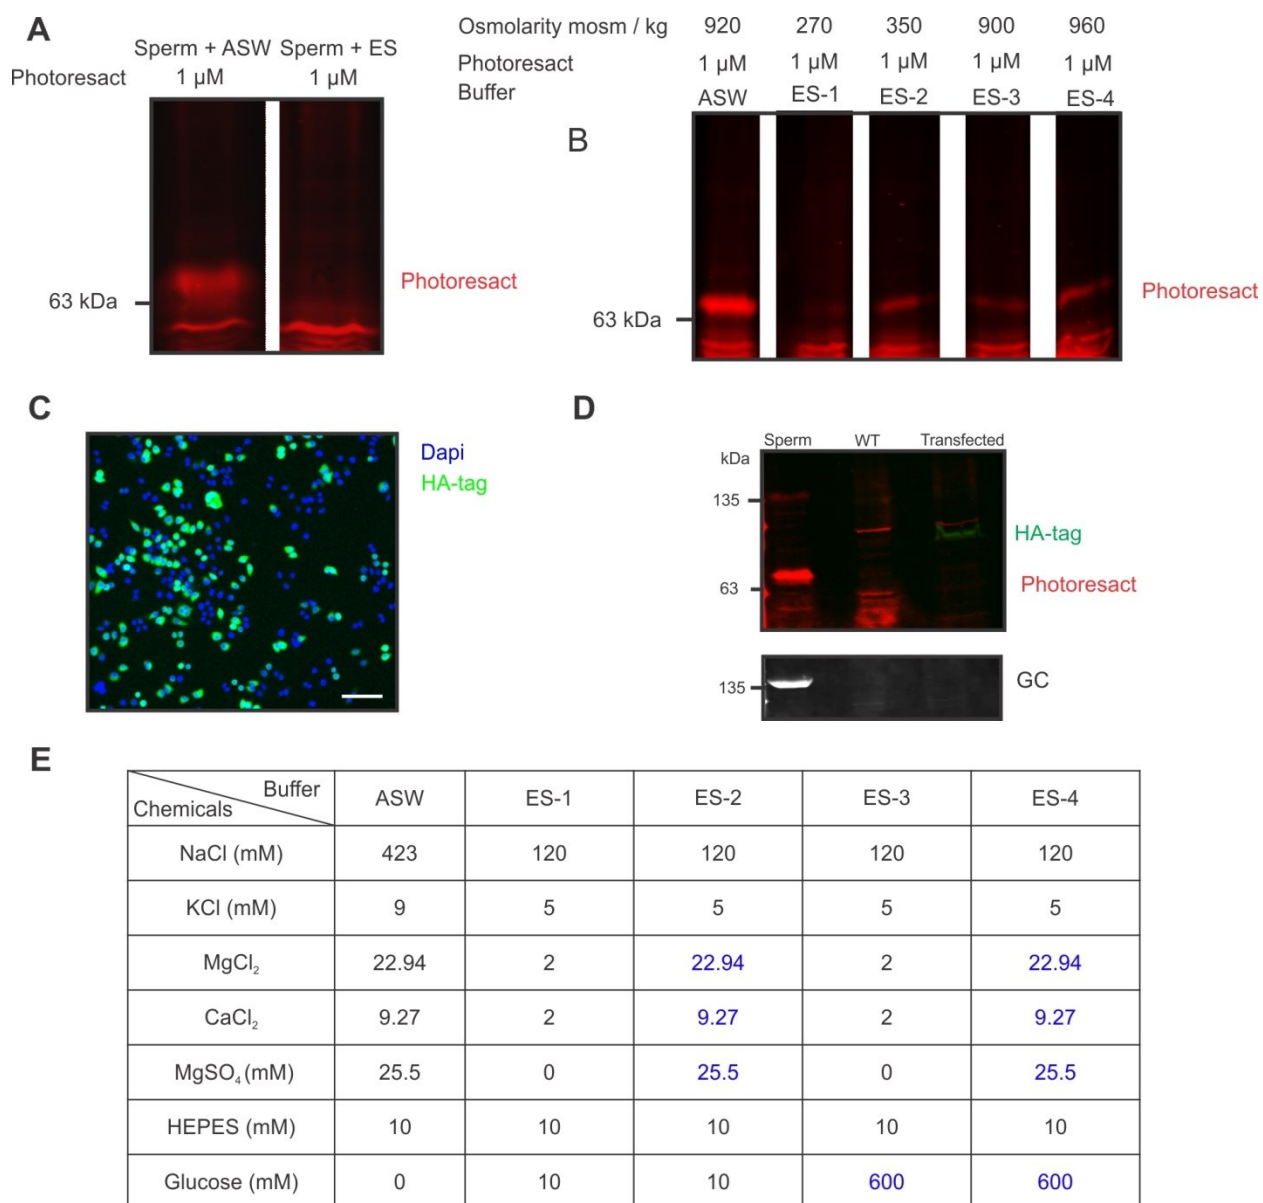 A
Sperm + ASW Sperm + ES
Photoresact 1 µM 1 µM
63 kDa
Photoresact
Osmolarity mosm / kg 920 270 350 900 960
Photoresact 1 µM 1 µM 1 µM 1 µM 1 µM
Buffer ASW ES-1 ES-2 ES-3 ES-4
B
63 kDa
Photoresact
C
Dapi
HA-tag
D
Sperm WT Transfected
kDa
135
HA-tag
Photoresact
63
135
GC
E
Buffer
Chemicals ASW ES-1 ES-2 ES-3 ES-4
NaCl (mM) 423 120 120 120 120
KCl (mM) 9 5 5 5 5
MgCl₂ 22.94 2 22.94 2 22.94
CaCl₂ 9.27 2 9.27 2 9.27
MgSO₄ (mM) 25.5 0 25.5 0 25.5
HEPES (mM) 10 10 10 10 10
Glucose (mM) 0 10 10 600 600